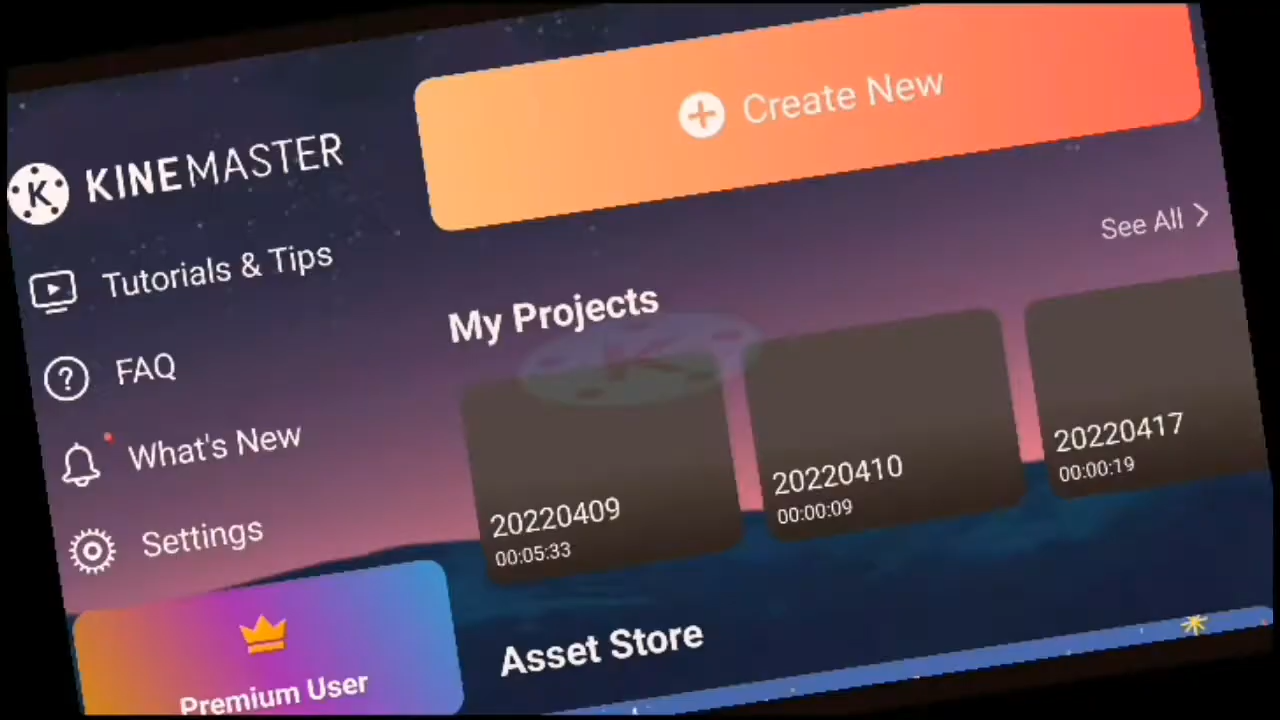 Create New
KINEMASTER
Tutorials & Tips
FAQ
What's New
Settings
Premium User
See All
My Projects
20220409
00:05:33
20220410
00:00:09
20220417
00:00:19
Asset Store